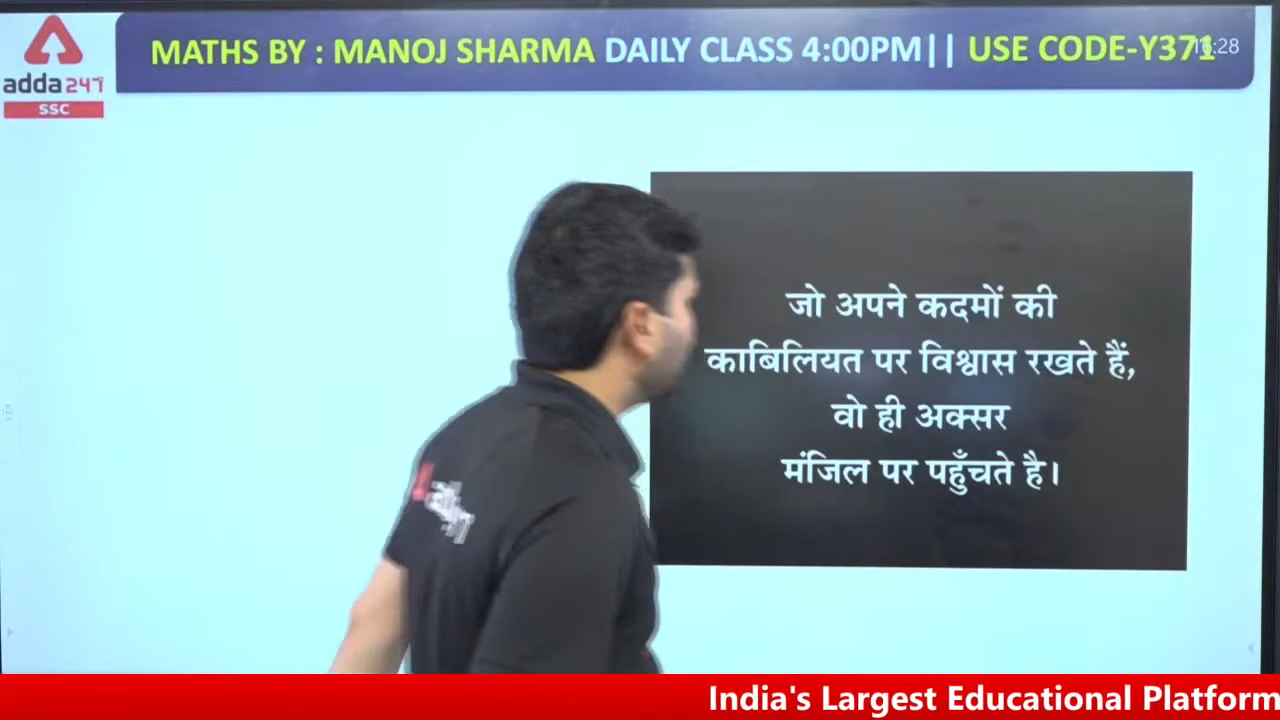 MATHS BY : MANOJ SHARMA DAILY CLASS 4:00PM|| USE CODE-Y371
:28
adda247
SSC
जो अपने कदमों की
काबिलियत पर विश्वास रखते हैं,
वो ही अक्सर
मंजिल पर पहुँचते है।
India's Largest Educational Platform